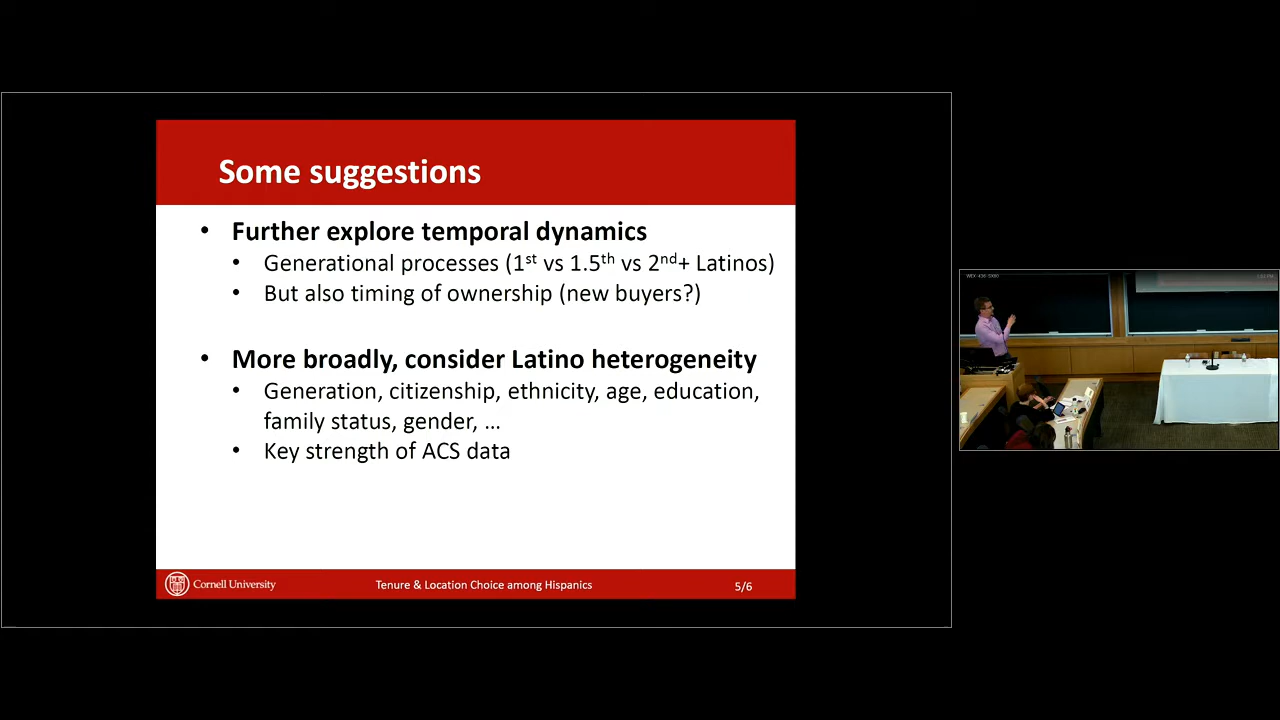 Some suggestions
• Further explore temporal dynamics
• Generational processes (1st vs 1.5th vs 2nd+ Latinos)
• But also timing of ownership (new buyers?)
• More broadly, consider Latino heterogeneity
• Generation, citizenship, ethnicity, age, education,
family status, gender, ...
• Key strength of ACS data
Cornell University
Tenure & Location Choice among Hispanics
5/6